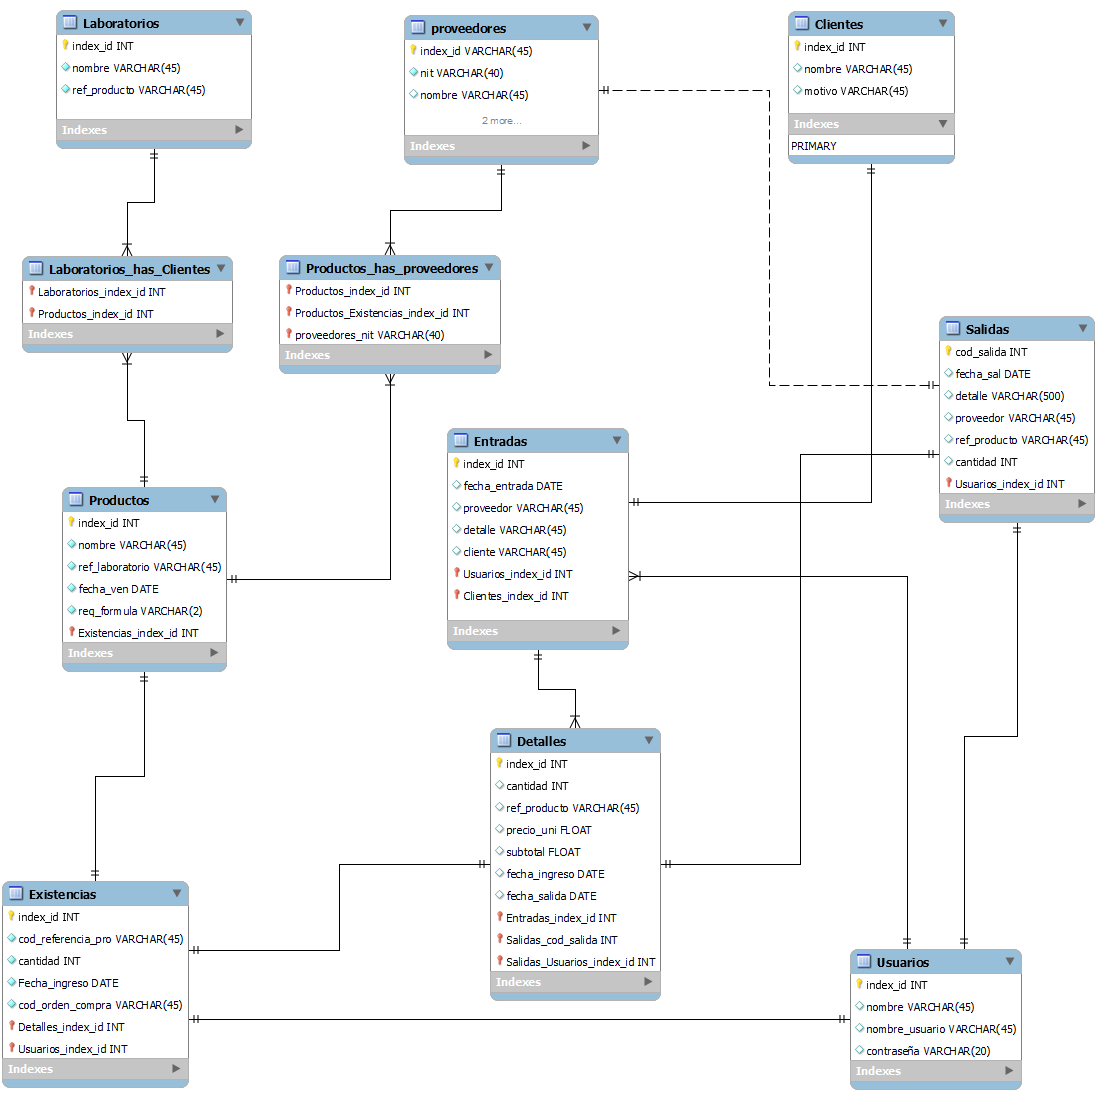 Laboratorios
index_id INT
nombre VARCHAR(45)
ref_producto VARCHAR(45)
Indexes
proveedores
index_id VARCHAR(45)
nit VARCHAR(40)
nombre VARCHAR(45)
2 more...
Indexes
Clientes
index_id INT
nombre VARCHAR(45)
motivo VARCHAR(45)
Indexes
PRIMARY
Laboratorios_has_Clientes
Laboratorios_index_id INT
Productos_index_id INT
Indexes
Productos_has_proveedores
Productos_index_id INT
Productos_Existencias_index_id INT
proveedores_nit VARCHAR(40)
Indexes
Salidas
cod_salida INT
fecha_sal DATE
detalle VARCHAR(500)
proveedor VARCHAR(45)
ref_producto VARCHAR(45)
cantidad INT
Usuarios_index_id INT
Indexes
Entradas
index_id INT
fecha_entrada DATE
proveedor VARCHAR(45)
detalle VARCHAR(45)
cliente VARCHAR(45)
Usuarios_index_id INT
Clientes_index_id INT
Indexes
Productos
index_id INT
nombre VARCHAR(45)
ref_laboratorio VARCHAR(45)
fecha_ven DATE
req_formula VARCHAR(2)
Existencias_index_id INT
Indexes
Detalles
index_id INT
cantidad INT
ref_producto VARCHAR(45)
precio_uni FLOAT
subtotal FLOAT
fecha_ingreso DATE
fecha_salida DATE
Entradas_index_id INT
Salidas_cod_salida INT
Salidas_Usuarios_index_id INT
Indexes
Existencias
index_id INT
cod_referencia_pro VARCHAR(45)
cantidad INT
Fecha_ingreso DATE
cod_orden_compra VARCHAR(45)
Detalles_index_id INT
Usuarios_index_id INT
Indexes
Usuarios
index_id INT
nombre VARCHAR(45)
nombre_usuario VARCHAR(45)
contraseña VARCHAR(20)
Indexes